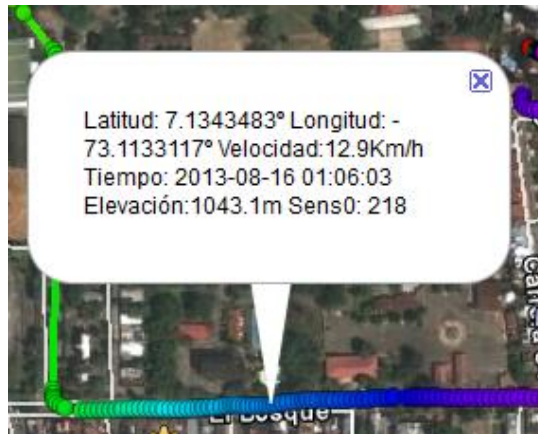 Latitud: 7.1343483º Longitud: -
73.1133117º Velocidad:12.9Km/h
Tiempo: 2013-08-16 01:06:03
Elevación:1043.1m Sens0: 218
El Bosque